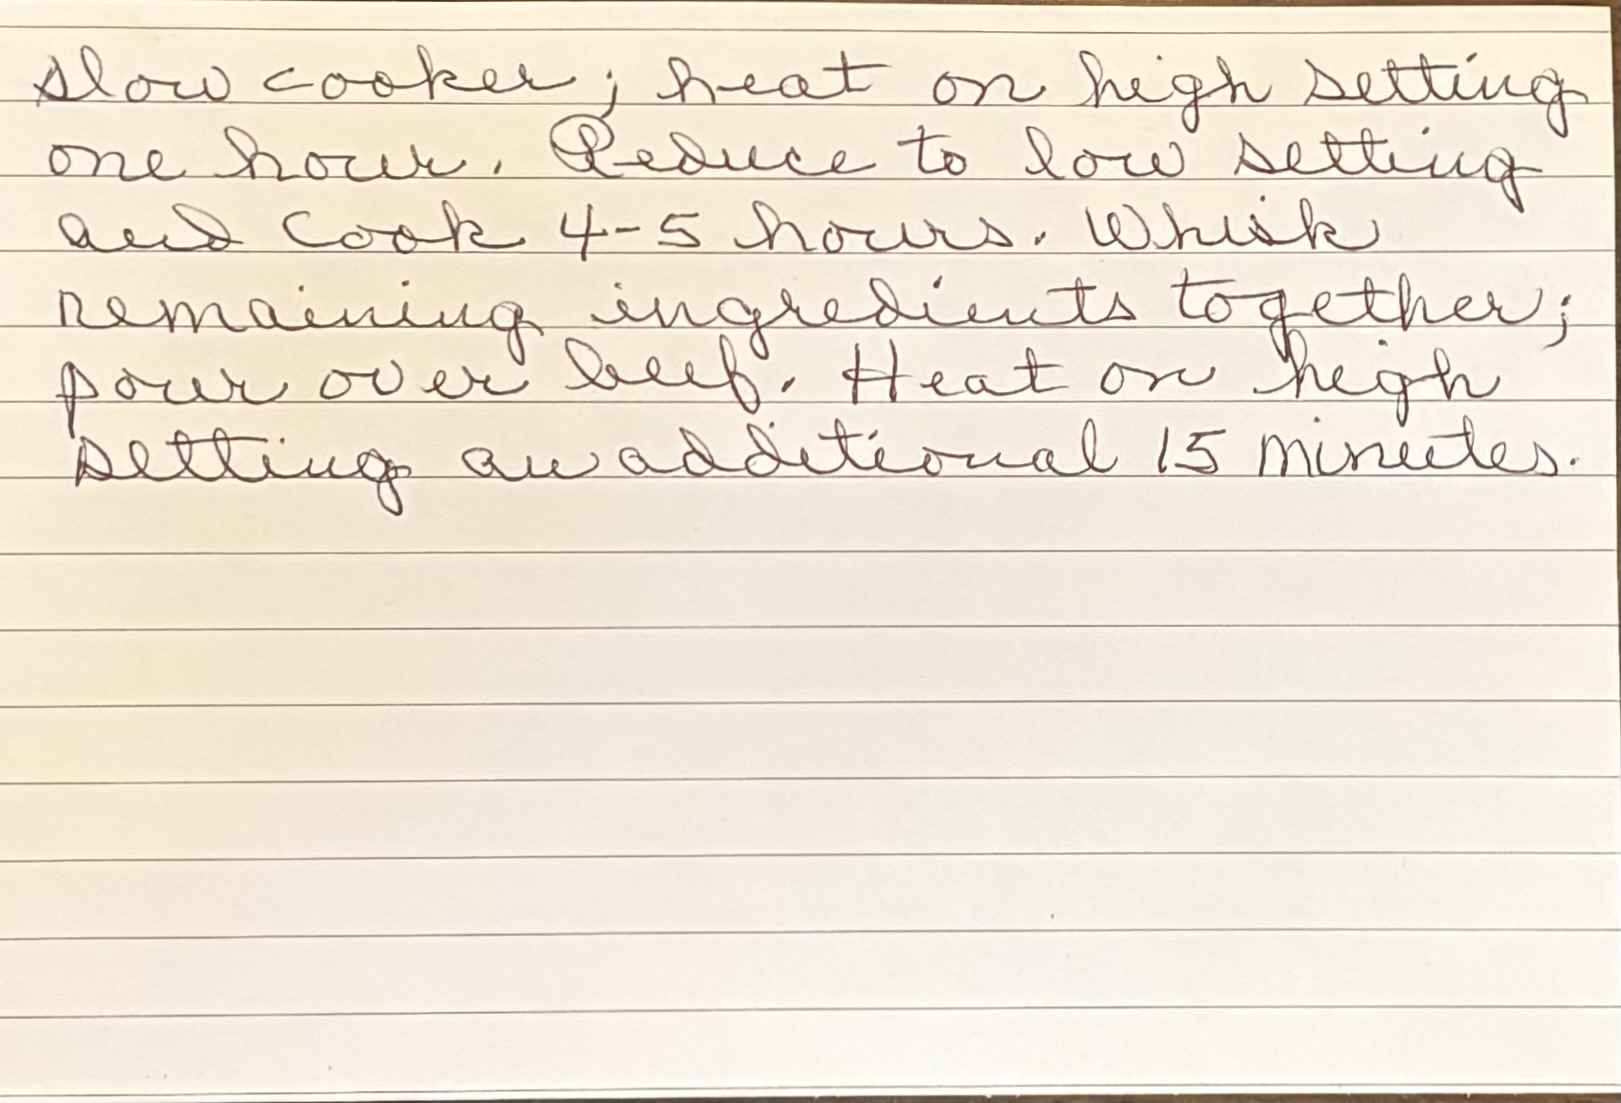 slow cooker; heat on high setting
one hour. Reduce to low setting
and cook 4-5 hours. Whisk
remaining ingredients together;
pour over beef. Heat on high
setting an additional 15 minutes.